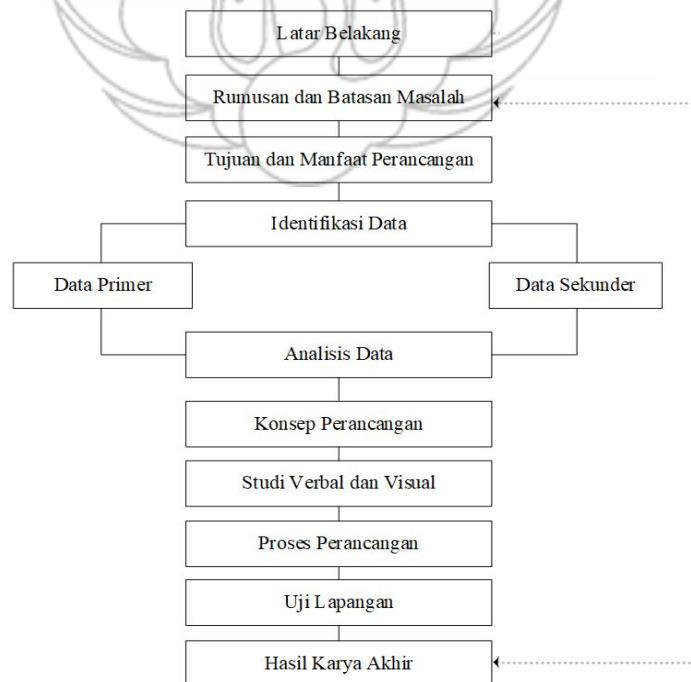 Latar Belakang
Rumusan dan Batasan Masalah
Tujuan dan Manfaat Perancangan
Identifikasi Data
Data Primer
Data Sekunder
Analisis Data
Konsep Perancangan
Studi Verbal dan Visual
Proses Perancangan
Uji Lapangan
Hasil Karya Akhir